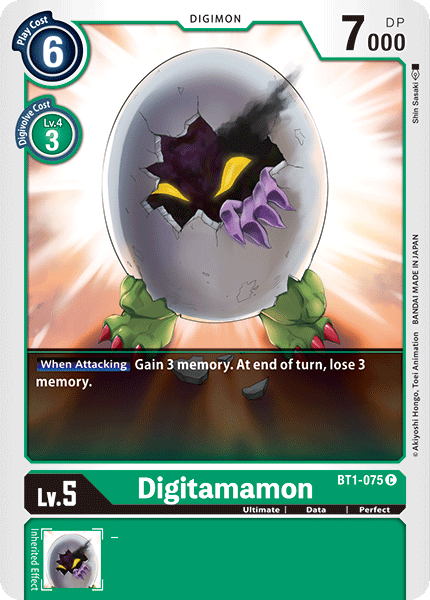 Play Cost
6
DIGIMON
DP
7000
Digivolve Cost
Lv.4
3
Shin Sasaki
© Akiyoshi Hongo, Toei Animation BANDAI MADE IN JAPAN
When Attacking Gain 3 memory. At end of turn, lose 3
memory.
Lv.5
Digitamamon
BT1-075 C
Ultimate | Data | Perfect
Inherited Effect
–